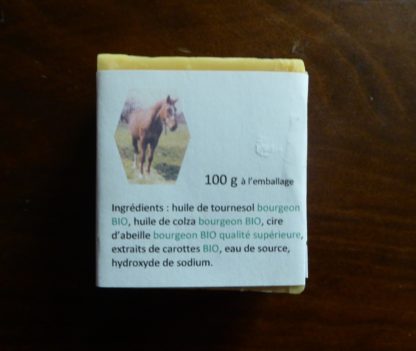 100 g à l'emballage
Ingrédients : huile de tournesol bourgeon
BIO, huile de colza bourgeon BIO, cire
d'abeille bourgeon BIO qualité supérieure,
extraits de carottes BIO, eau de source,
hydroxyde de sodium.